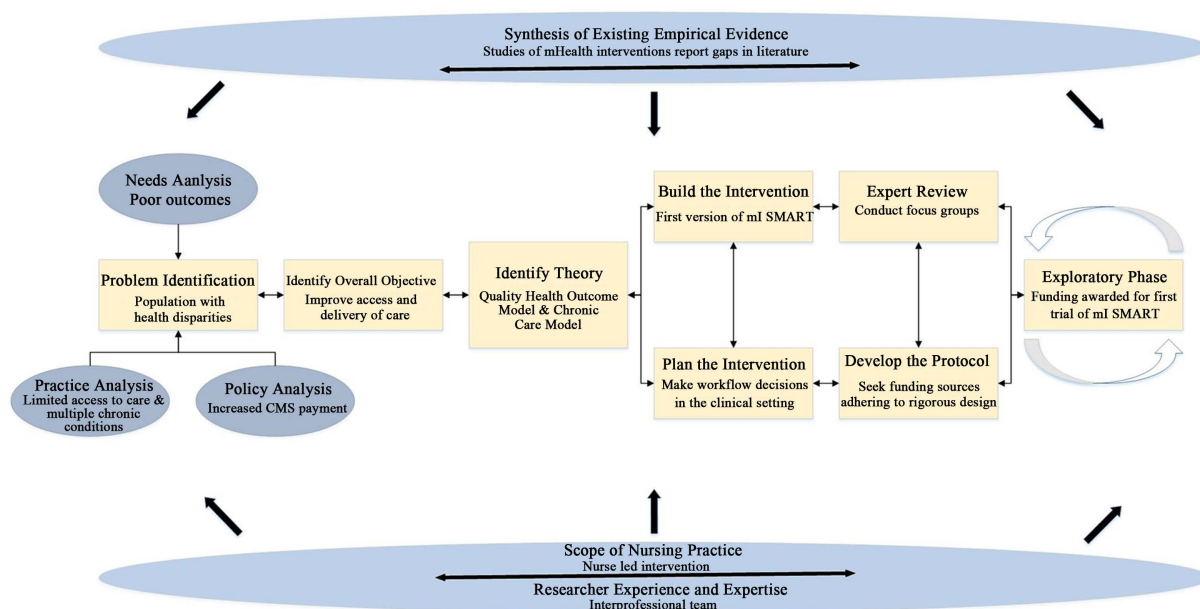 Synthesis of Existing Empirical Evidence
Studies of mHealth interventions report gaps in literature
Needs Aanlysis
Poor outcomes
Problem Identification
Population with
health disparities
Practice Analysis
Limited access to care &
multiple chronic
conditions
Policy Analysis
Increased CMS payment
Identify Overall Objective
Improve access and
delivery of care
Identify Theory
Quality Health Outcome
Model & Chronic
Care Model
Build the Intervention
First version of mI SMART
Expert Review
Conduct focus groups
Plan the Intervention
Make workflow decisions
in the clinical setting
Develop the Protocol
Seek funding sources
adhering to rigorous design
Exploratory Phase
Funding awarded for first
trial of mI SMART
Scope of Nursing Practice
Nurse led intervention
Researcher Experience and Expertise
Interprofessional team